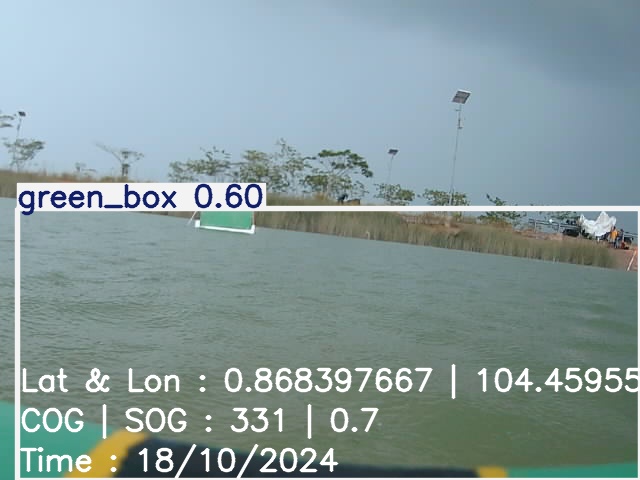 green_box 0.60
Lat & Lon : 0.868397667 | 104.45955
COG | SOG : 331 | 0.7
Time : 18/10/2024